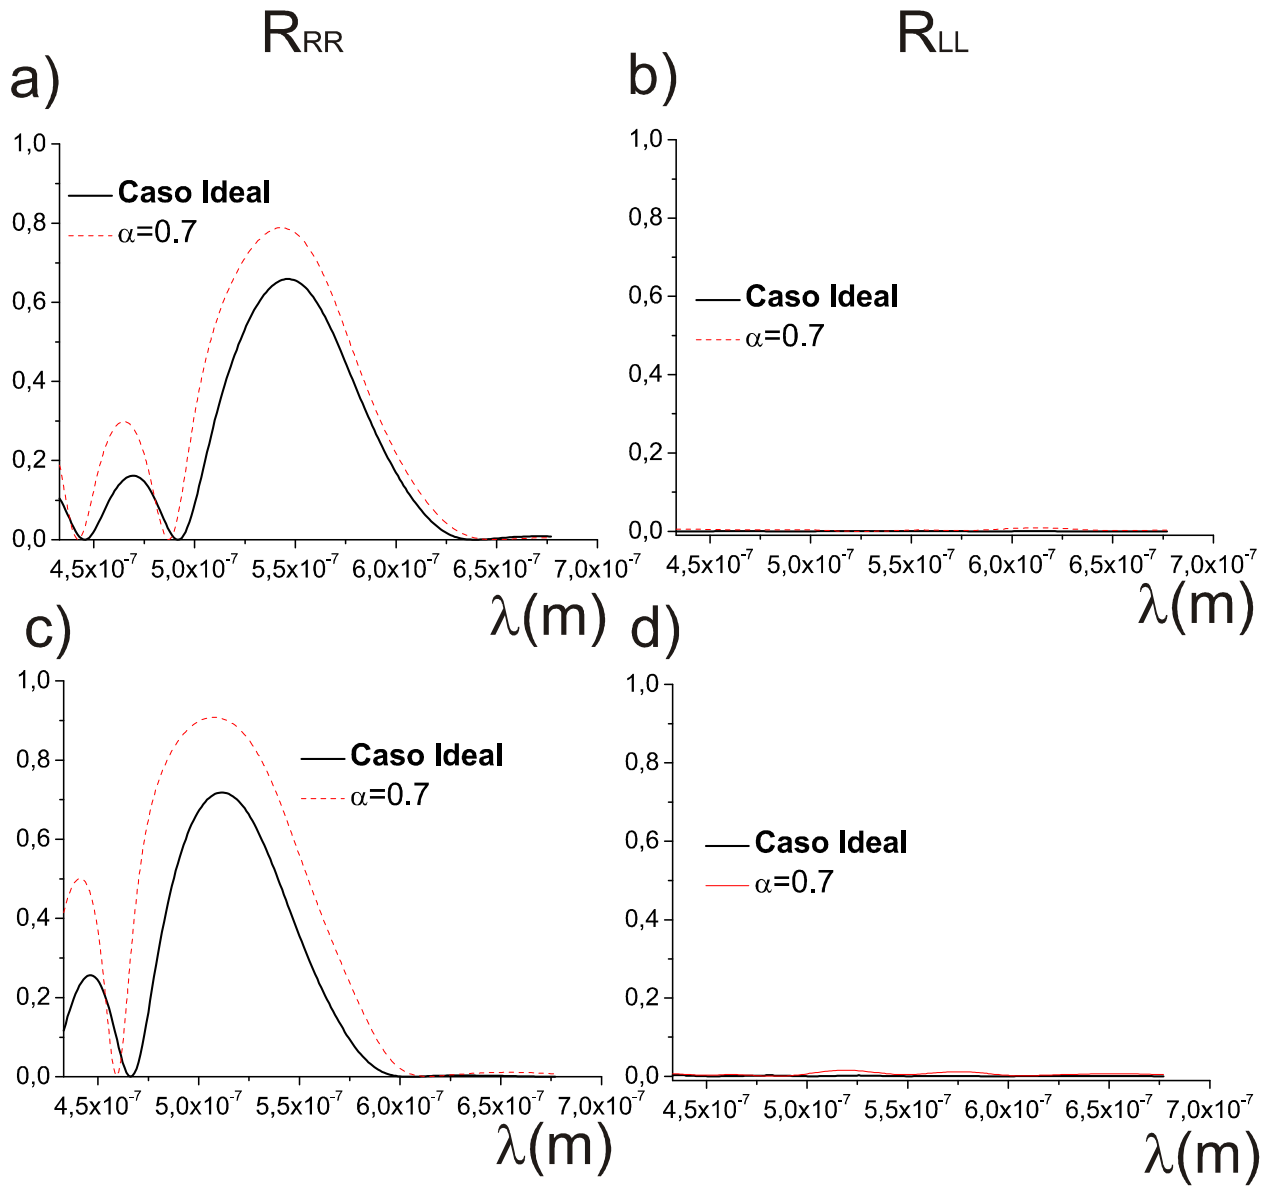 RRR
RLL
a)
1,0
0,8
0,6
0,4
0,2
0,0
Caso Ideal
α=0.7
4,5x10-7 5,0x10-7 5,5x10-7 6,0x10-7 6,5x10-7 7,0x10-7
λ(m)
b)
1,0
0,8
0,6
0,4
0,2
0,0
Caso Ideal
α=0.7
4,5x10-7 5,0x10-7 5,5x10-7 6,0x10-7 6,5x10-7 7,0x10-7
λ(m)
c)
1,0
0,8
0,6
0,4
0,2
0,0
Caso Ideal
α=0.7
4,5x10-7 5,0x10-7 5,5x10-7 6,0x10-7 6,5x10-7 7,0x10-7
λ(m)
d)
1,0
0,8
0,6
0,4
0,2
0,0
Caso Ideal
α=0.7
4,5x10-7 5,0x10-7 5,5x10-7 6,0x10-7 6,5x10-7 7,0x10-7
λ(m)